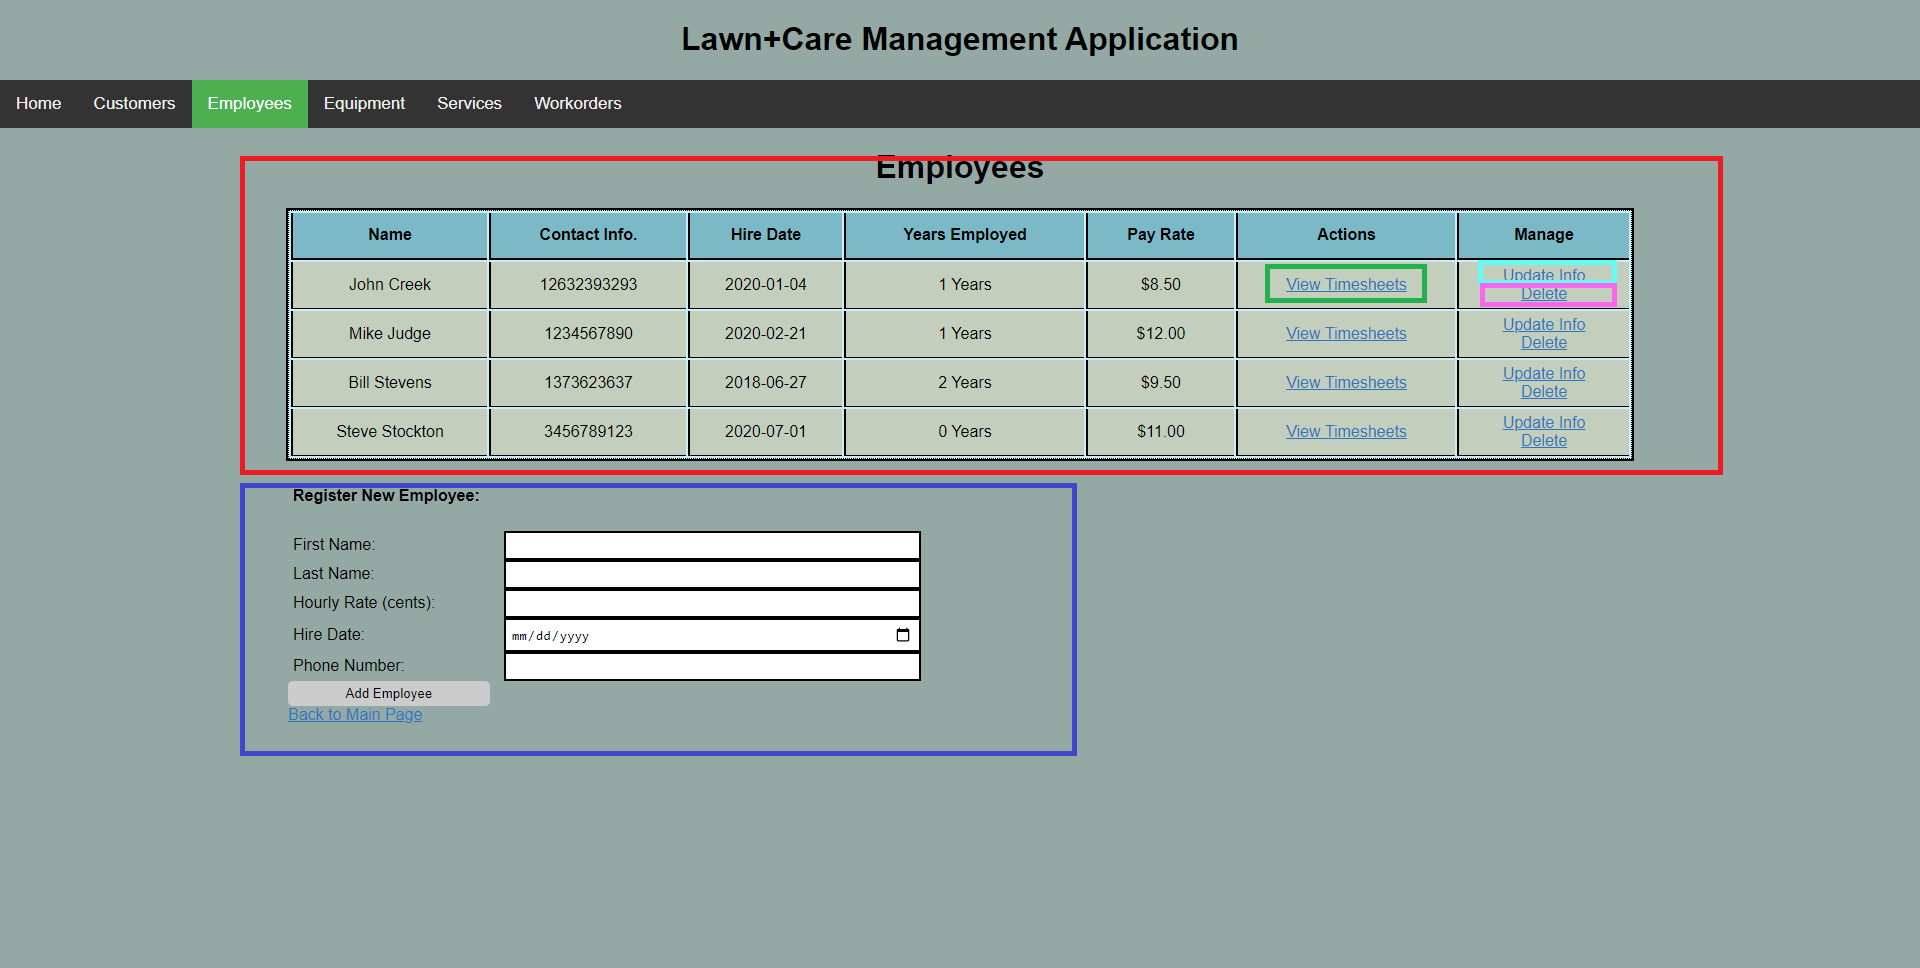 Lawn+Care Management Application
Home Customers Employees Equipment Services Workorders
Employees
Name Contact Info. Hire Date Years Employed Pay Rate Actions Manage
John Creek 12632393293 2020-01-04 1 Years $8.50 View Timesheets Update Info
Delete
Mike Judge 1234567890 2020-02-21 1 Years $12.00 View Timesheets Update Info
Delete
Bill Stevens 1373623637 2018-06-27 2 Years $9.50 View Timesheets Update Info
Delete
Steve Stockton 3456789123 2020-07-01 0 Years $11.00 View Timesheets Update Info
Delete
Register New Employee:
First Name:
Last Name:
Hourly Rate (cents):
Hire Date: mm/dd/yyyy
Phone Number:
Add Employee
Back to Main Page